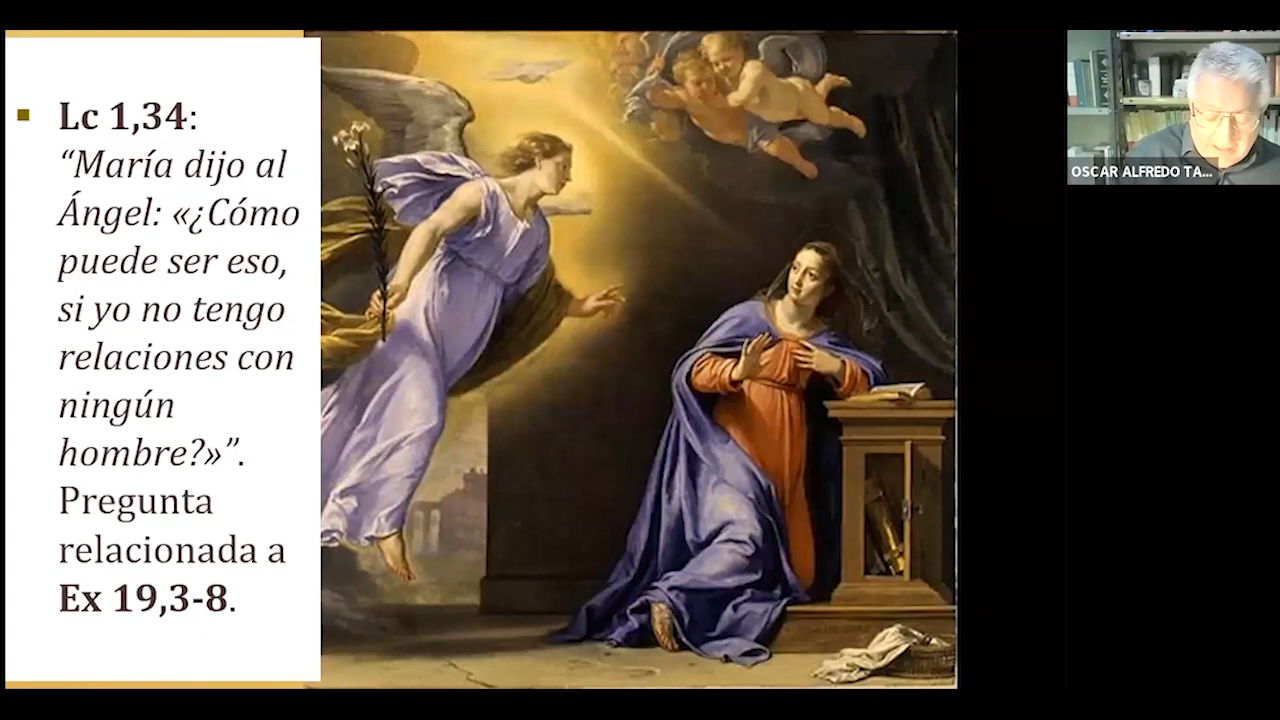 Lc 1,34:
“María dijo al
Ángel: «¿Cómo
puede ser eso,
si yo no tengo
relaciones con
ningún
hombre?»”.
Pregunta
relacionada a
Ex 19,3-8.
OSCAR ALFREDO TA...